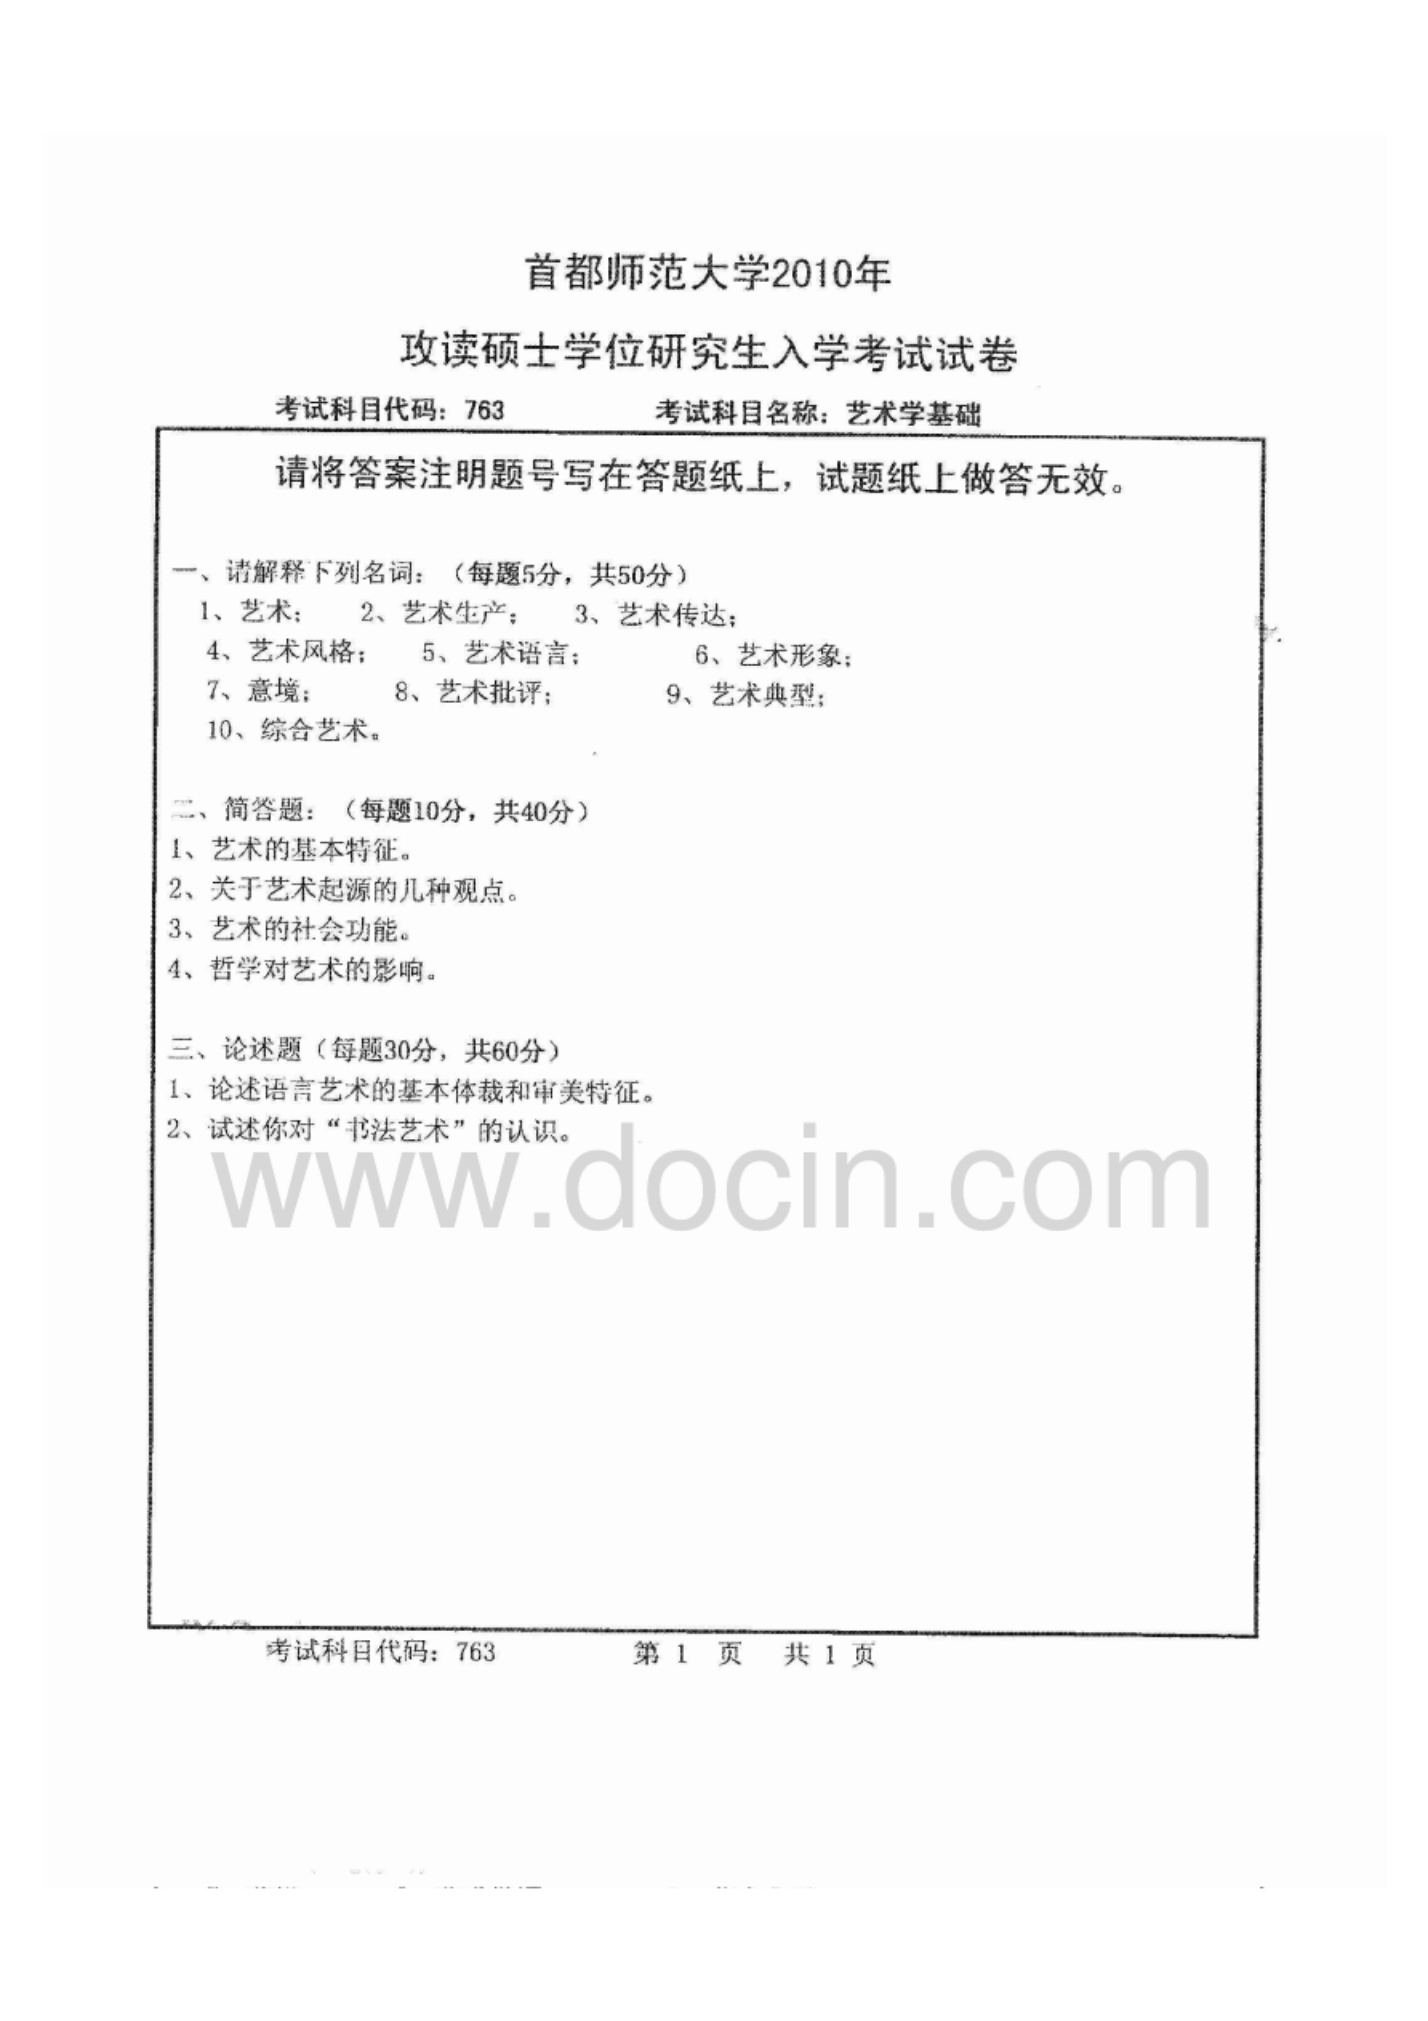 首都师范大学2010年
攻读硕士学位研究生入学考试试卷
考试科目代码：763 考试科目名称：艺术学基础
请将答案注明题号写在答题纸上，试题纸上做答无效。
一、请解释下列名词：（每题5分，共50分）
1、艺术； 2、艺术生产； 3、艺术传达；
4、艺术风格； 5、艺术语言； 6、艺术形象；
7、意境； 8、艺术批评； 9、艺术典型；
10、综合艺术。
二、简答题：（每题10分，共40分）
1、艺术的基本特征。
2、关于艺术起源的几种观点。
3、艺术的社会功能。
4、哲学对艺术的影响。
三、论述题（每题30分，共60分）
1、论述语言艺术的基本体裁和审美特征。
2、试述你对“书法艺术”的认识。
www.docin.com
考试科目代码：763 第 1 页 共 1 页